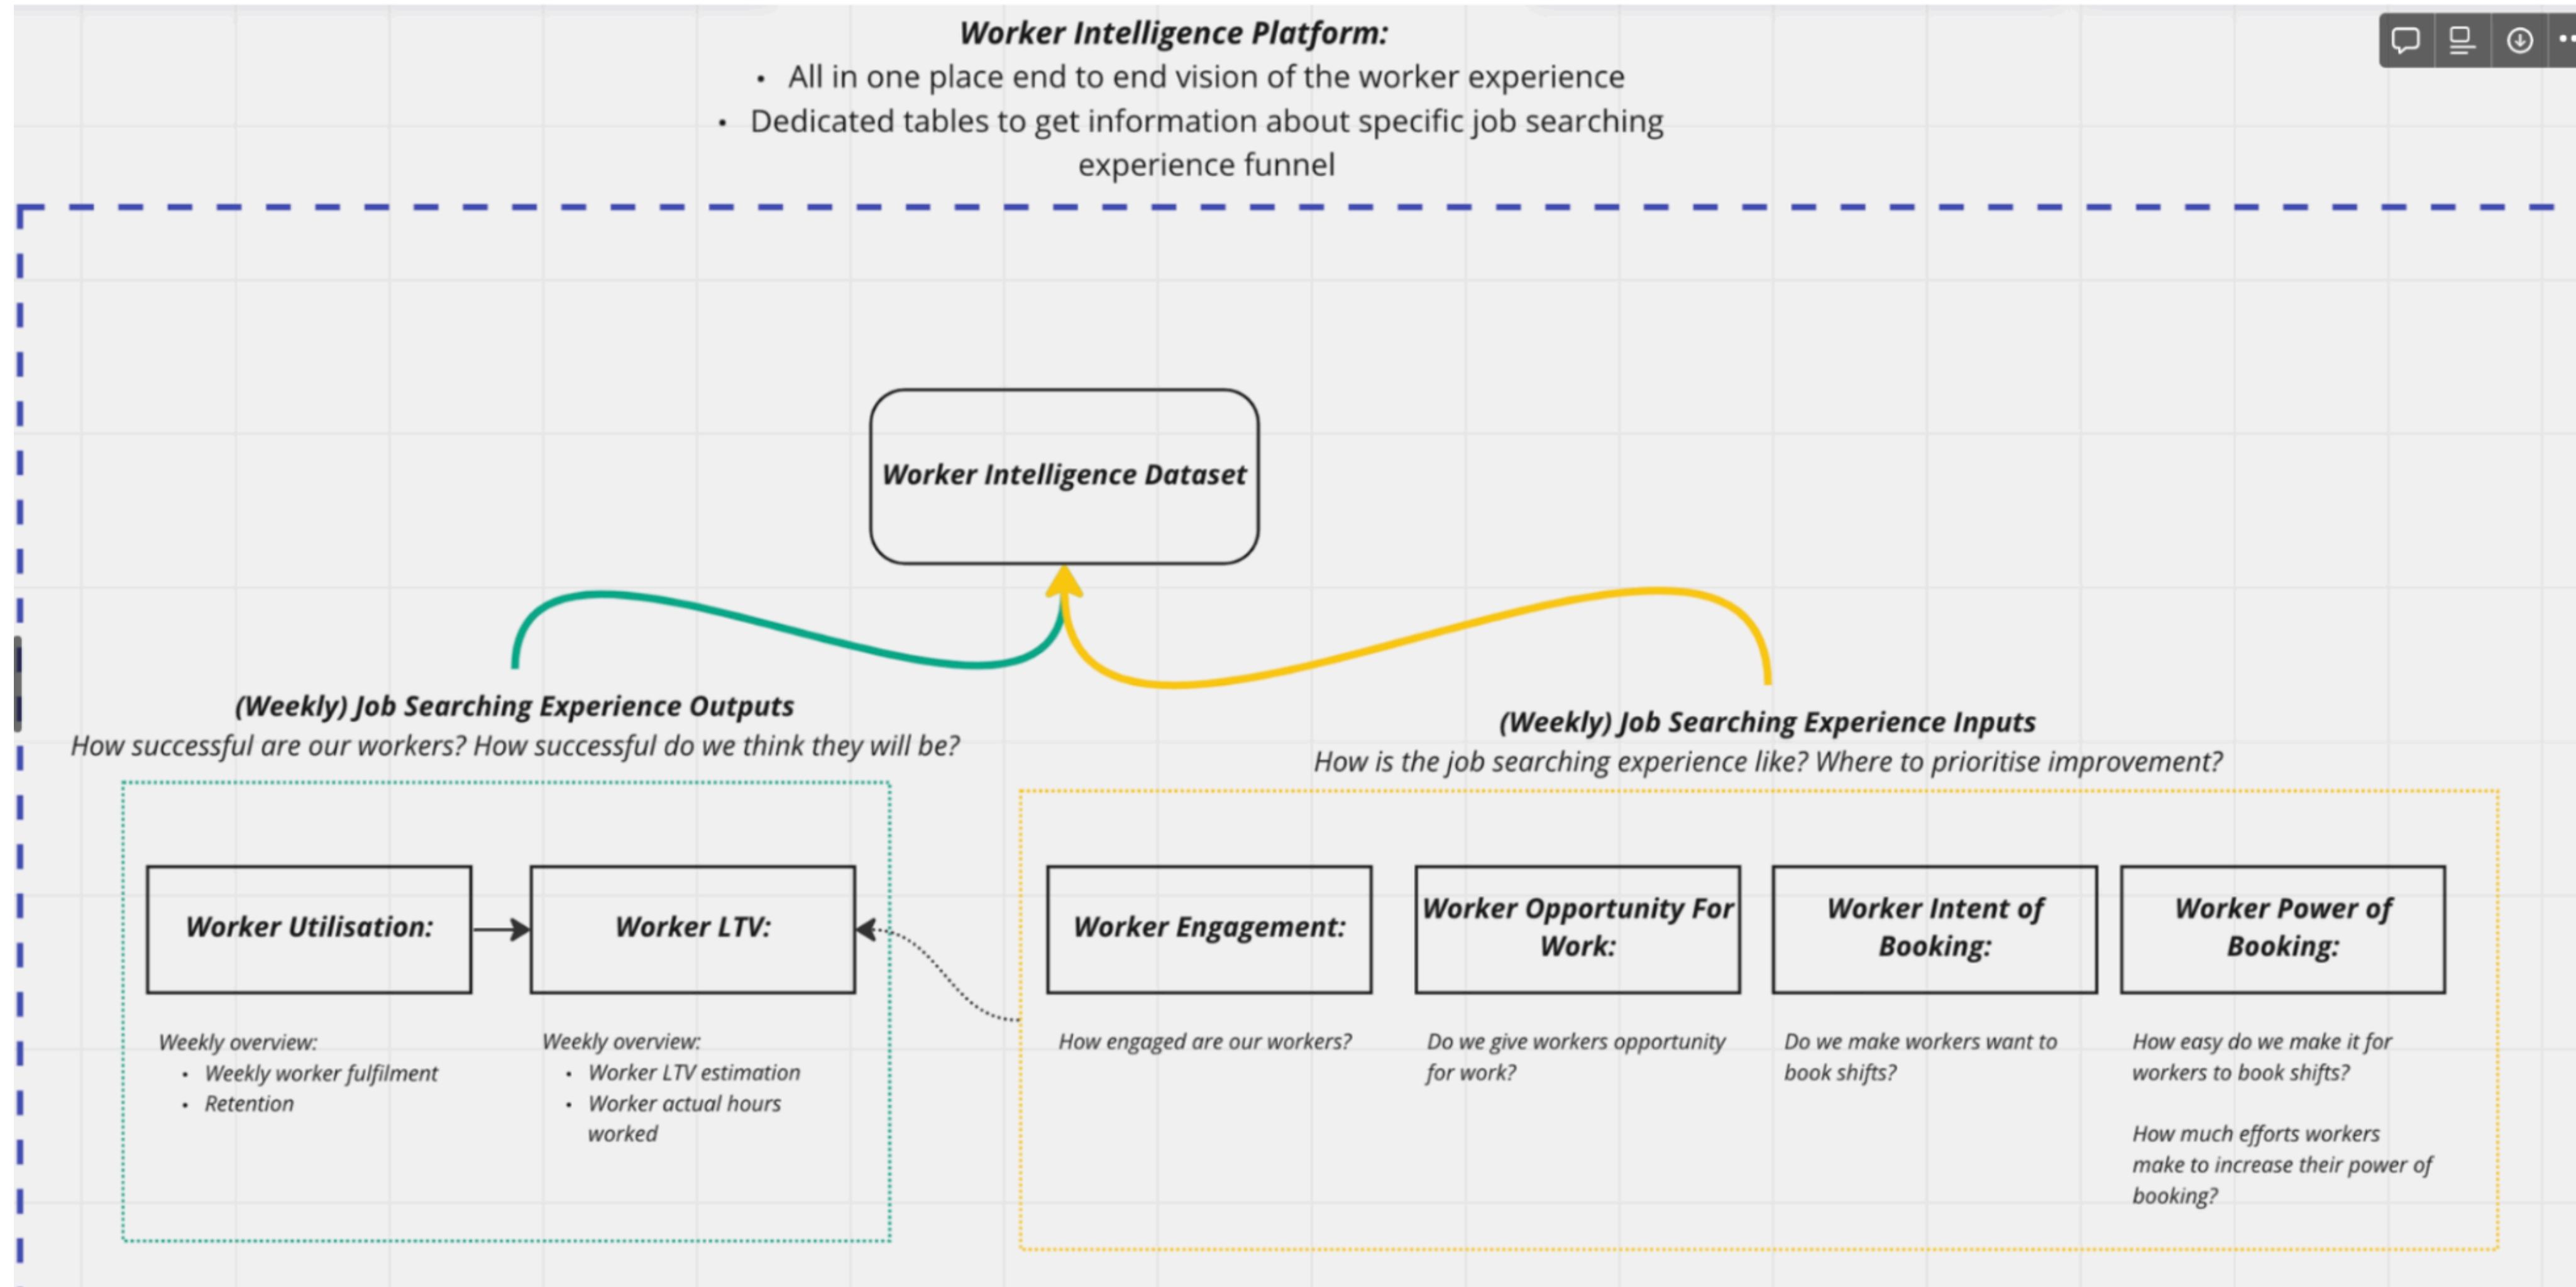 Worker Intelligence Platform:
• All in one place end to end vision of the worker experience
• Dedicated tables to get information about specific job searching
experience funnel
Worker Intelligence Dataset
(Weekly) Job Searching Experience Outputs
How successful are our workers? How successful do we think they will be?
(Weekly) Job Searching Experience Inputs
How is the job searching experience like? Where to prioritise improvement?
Worker Utilisation:
Weekly overview:
• Weekly worker fulfilment
• Retention
Worker LTV:
Weekly overview:
• Worker LTV estimation
• Worker actual hours
worked
Worker Engagement:
How engaged are our workers?
Worker Opportunity For
Work:
Do we give workers opportunity
for work?
Worker Intent of
Booking:
Do we make workers want to
book shifts?
Worker Power of
Booking:
How easy do we make it for
workers to book shifts?
How much efforts workers
make to increase their power of
booking?